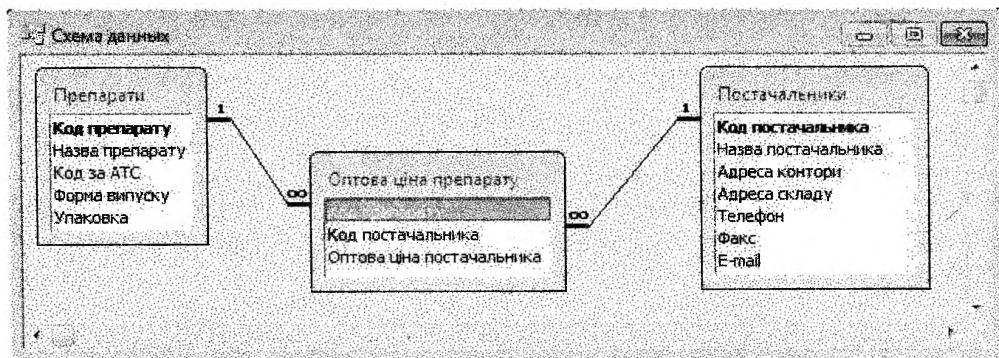 Схема данных
Препарати
Код препарату
Назва препарату
Код за АТС
Форма випуску
Упаковка
1
∞
Оптова ціна препарату
Код постачальника
Оптова ціна постачальника
∞
1
Постачальники
Код постачальника
Назва постачальника
Адреса контори
Адреса складу
Телефон
Факс
E-mail